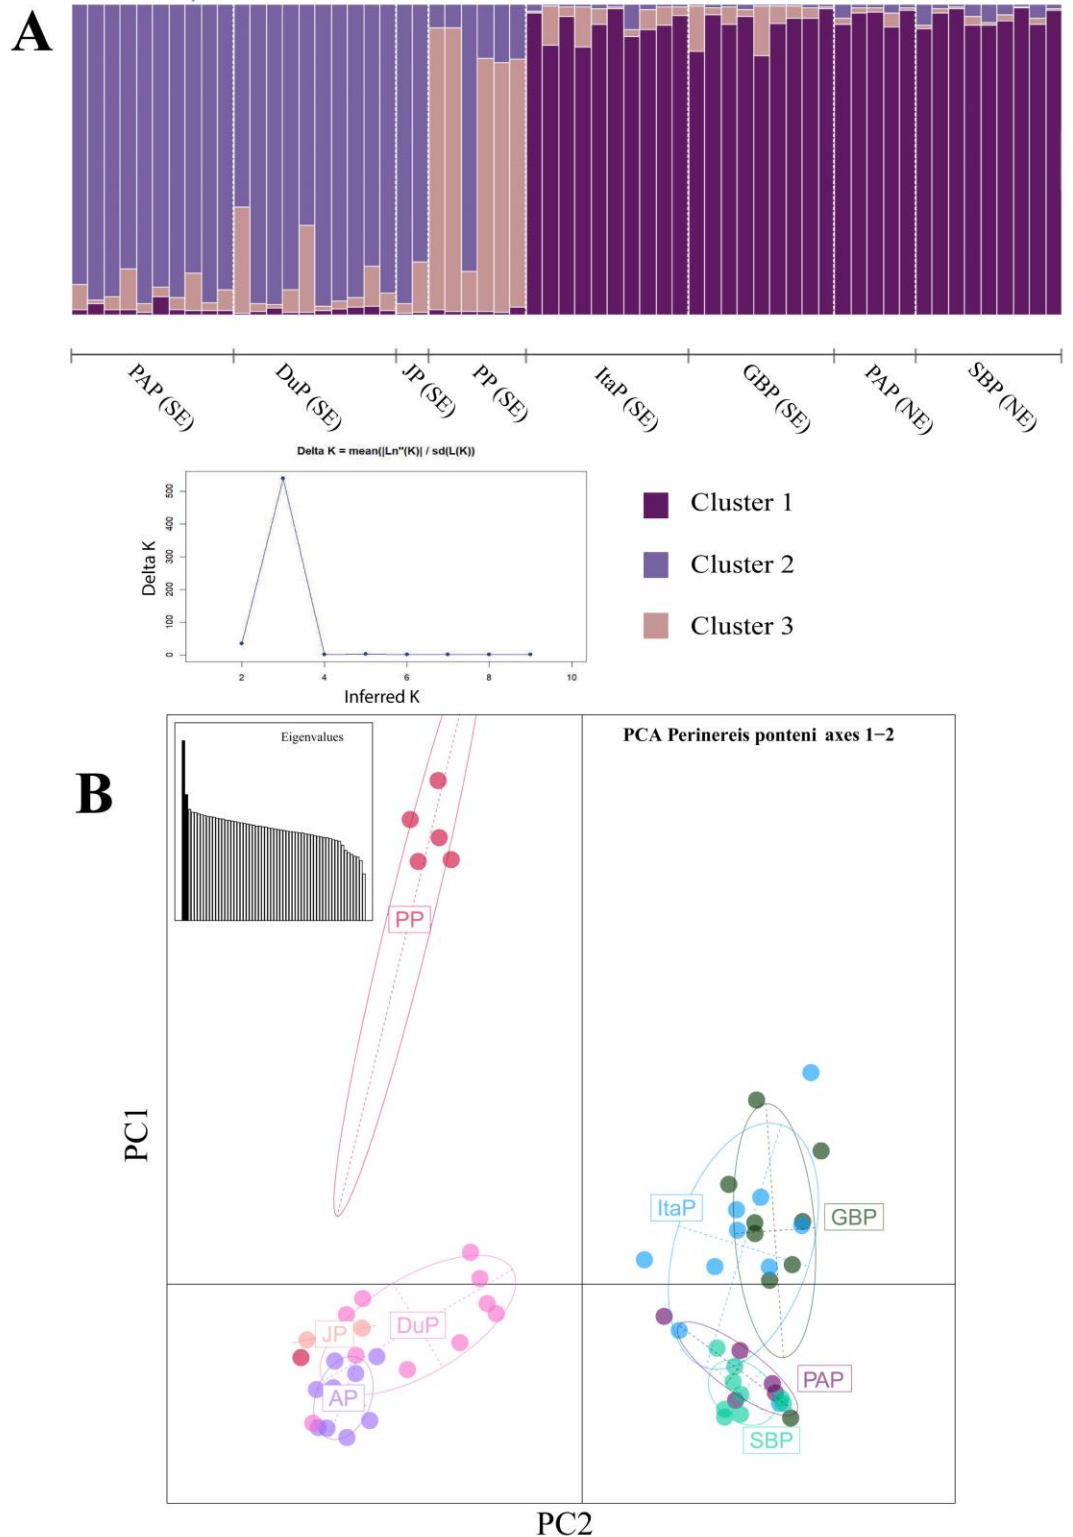 A
PAP (SE)
DuP (SE)
JP (SE)
PP (SE)
ItaP (SE)
GBP (SE)
PAP (NE)
SBP (NE)
Delta K = mean(|Ln"(K)| / sd(L(K))
Delta K
500
400
300
200
100
0
2
4
6
8
10
Inferred K
Cluster 1
Cluster 2
Cluster 3
B
Eigenvalues
PCA Perinereis ponteni axes 1−2
PP
ItaP
GBP
JP
DuP
AP
PAP
SBP
PC1
PC2